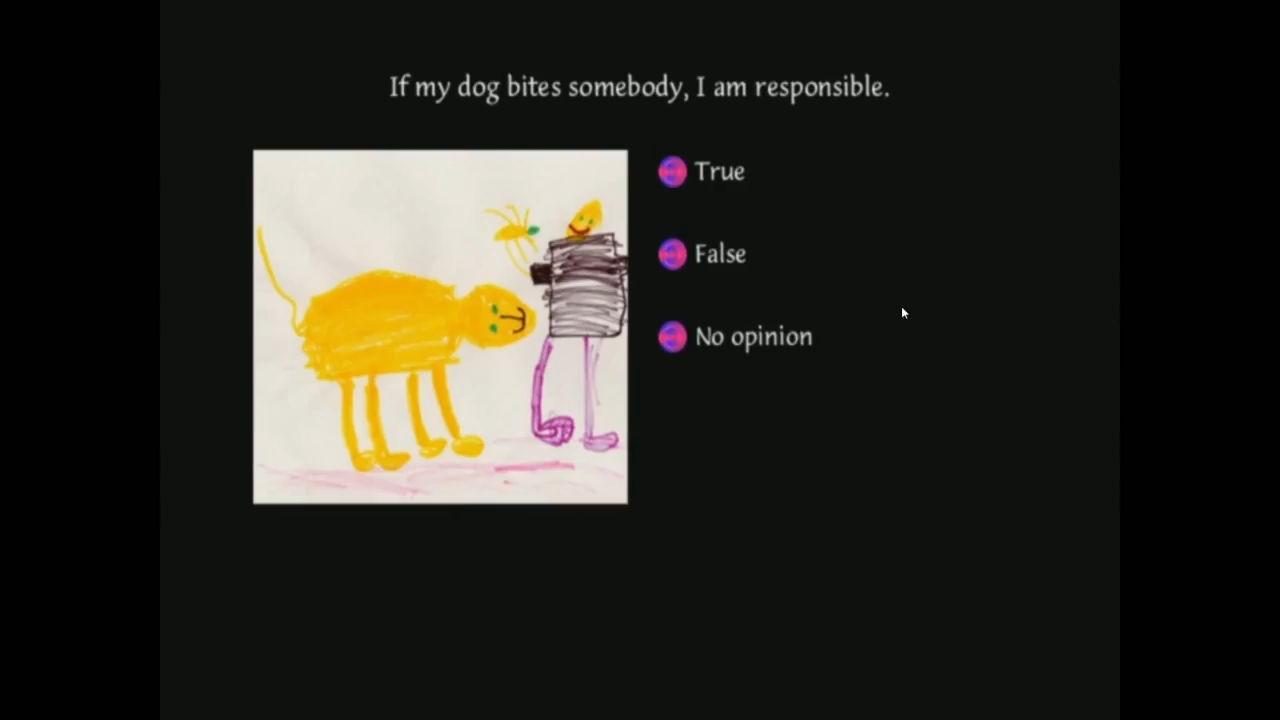 If my dog bites somebody, I am responsible.
True
False
No opinion